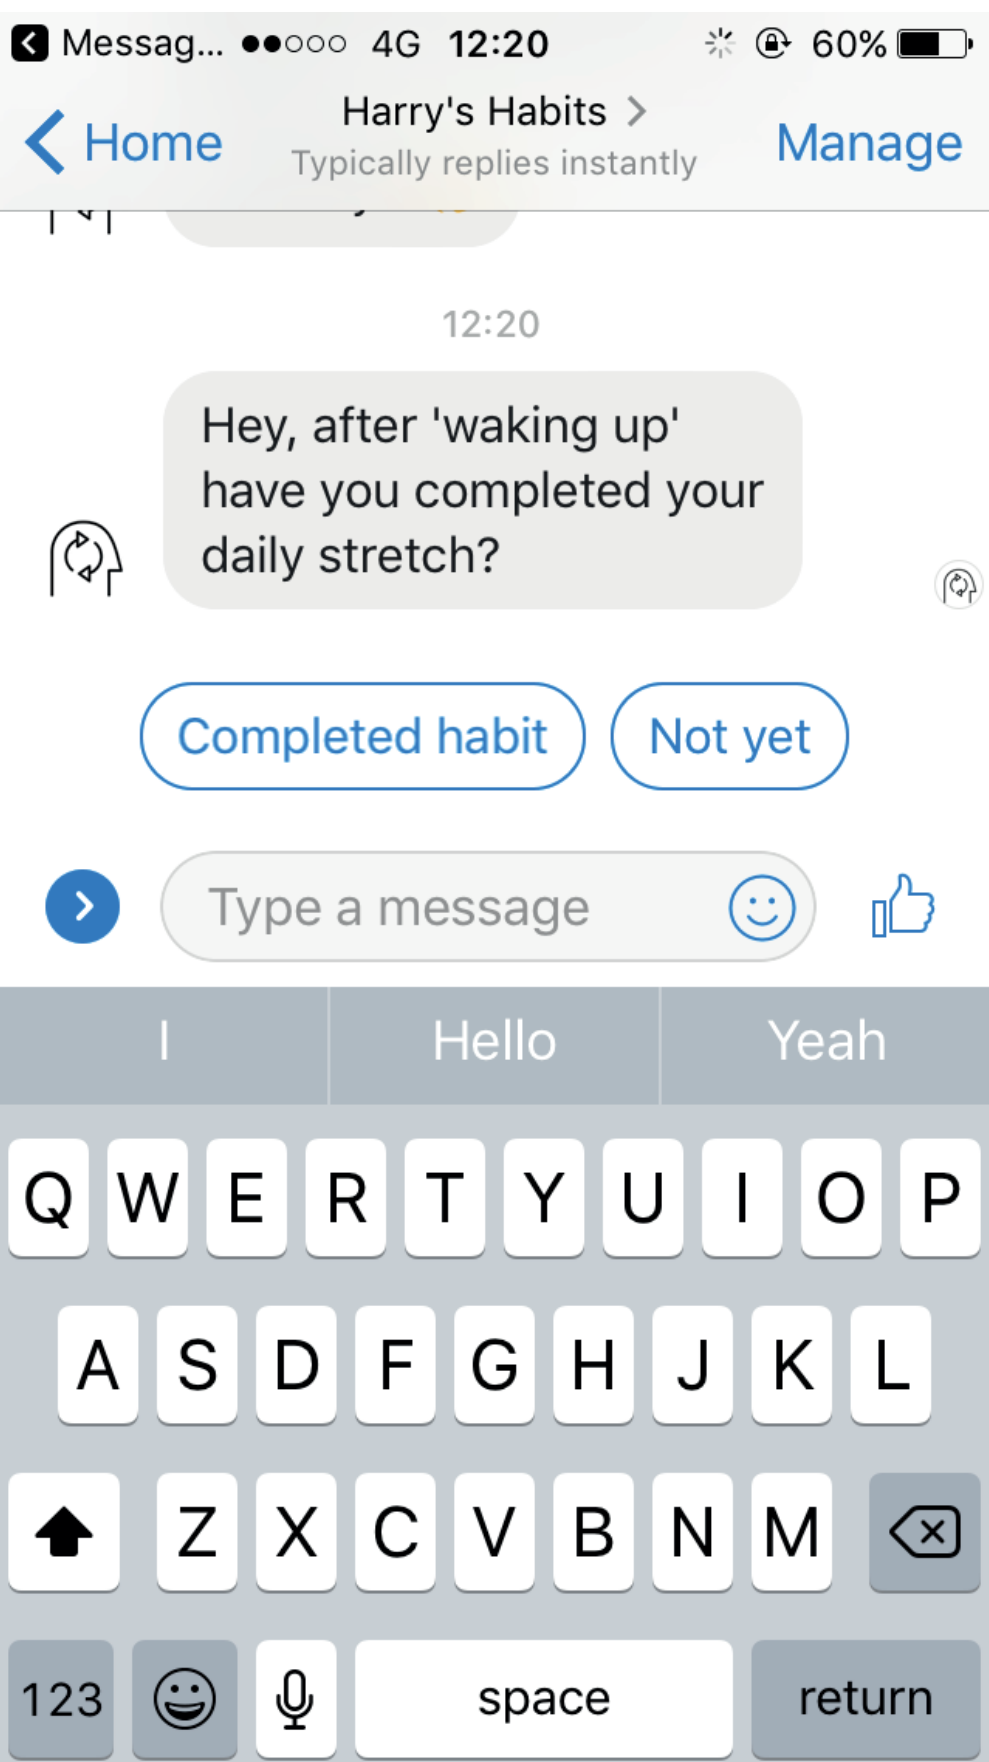 Messag... 4G 12:20 60%
Home Harry's Habits Manage
Typically replies instantly
12:20
Hey, after 'waking up'
have you completed your
daily stretch?
Completed habit Not yet
Type a message
I Hello Yeah
Q W E R T Y U I O P
A S D F G H J K L
Z X C V B N M
123 space return